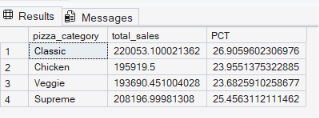 Results Messages
pizza_category total_sales PCT
1 Classic 220053.100021362 26.9059602306976
2 Chicken 195919.5 23.9551375322885
3 Veggie 193690.451004028 23.6825910258677
4 Supreme 208196.99981308 25.4563112111462